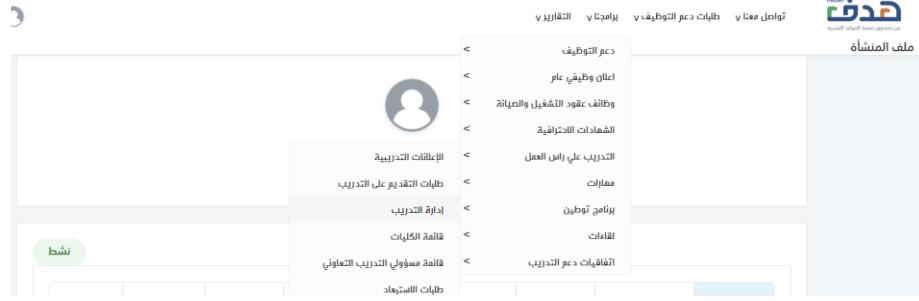 هدف
HRDF
من صندوق تنمية الموارد البشرية
تواصل معنا
طلبات دعم التوظيف
برامجنا
التقارير
ملف المنشأة
دعم التوظيف
اعلان وظيفي عام
وظائف عقود التشغيل والصيانة
الشهادات الاحترافية
التدريب علي راس العمل
مهارات
برنامج توطين
لقاءات
اتفاقيات دعم التدريب
الإعلانات التدريبية
طلبات التقديم على التدريب
إدارة التدريب
قائمة الكليات
قائمة مسؤولي التدريب التعاوني
طلبات الاستبعاد
نشط